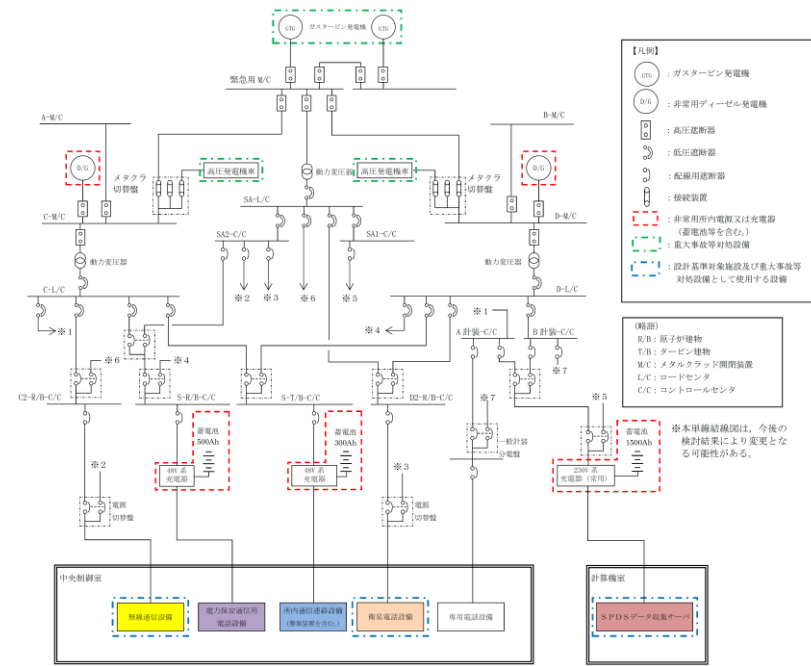 GTG
ガスタービン発電機
GTG
緊急用 M/C
A-M/C
B-M/C
D/G
メタクラ
切替盤
高圧発電機車
動力変圧器
高圧発電機車
メタクラ
切替盤
D/G
C-M/C
SA-L/C
D-M/C
動力変圧器
SA2-C/C
SA1-C/C
動力変圧器
C-L/C
※2
※3
※6
※5
D-L/C
※1
※4
※1
A 計装-C/C
B 計装-C/C
※6
※4
※7
C2-R/B-C/C
S-R/B-C/C
S-T/B-C/C
D2-R/B-C/C
※7
※5
蓄電池
500Ah
蓄電池
300Ah
一般計装
分電盤
蓄電池
1500Ah
※2
48V 系
充電器
48V 系
充電器
※3
230V 系
充電器（常用）
電源
切替盤
電源
切替盤
中央制御室
無線通信設備
電力保安通信用
電話設備
所内通信連絡設備
（警報装置を含む。）
衛星電話設備
専用電話設備
計算機室
SPDSデータ収集サーバ
【凡例】
GTG
：ガスタービン発電機
D/G
：非常用ディーゼル発電機
：高圧遮断器
：低圧遮断器
：配線用遮断器
：接続装置
：非常用所内電源又は充電器
（蓄電池等を含む。）
：重大事故等対処設備
：設計基準対象施設及び重大事故等
対処設備として使用する設備
(略語)
R/B：原子炉建物
T/B：タービン建物
M/C：メタルクラッド開閉装置
L/C：ロードセンタ
C/C：コントロールセンタ
※本単線結線図は、今後の
検討結果により変更とな
る可能性がある。